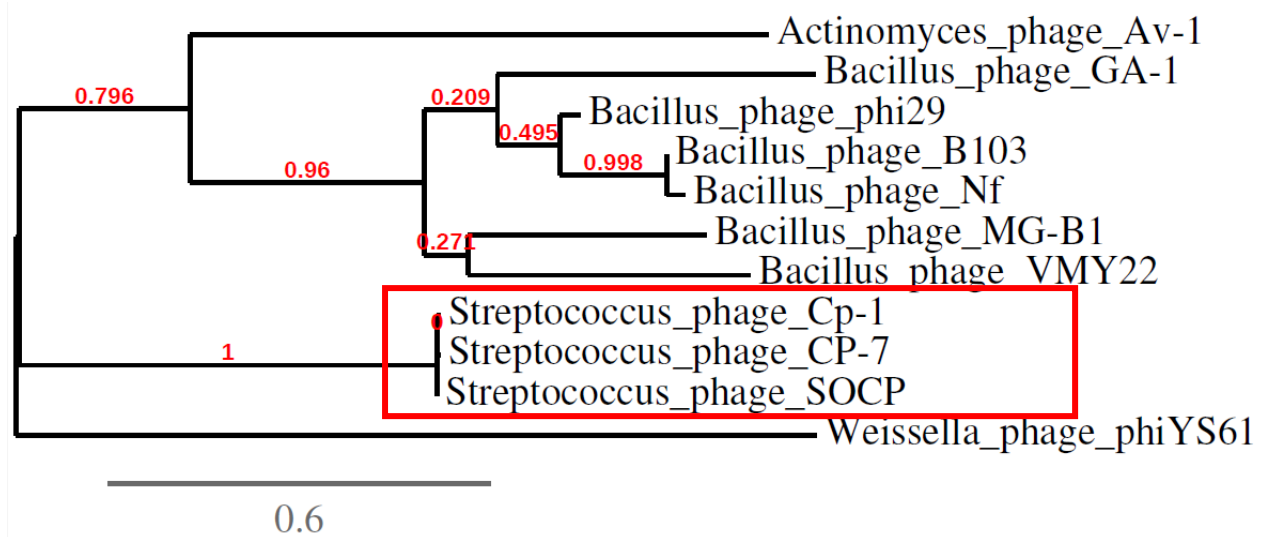 Actinomyces_phage_Av-1
Bacillus_phage_GA-1
0.796
0.209
Bacillus_phage_phi29
0.495
Bacillus_phage_B103
0.998
0.96
Bacillus_phage_Nf
Bacillus_phage_MG-B1
0.271
Bacillus_phage_VMY22
Streptococcus_phage_Cp-1
0
Streptococcus_phage_CP-7
1
Streptococcus_phage_SOCP
Weissella_phage_phiYS61
0.6